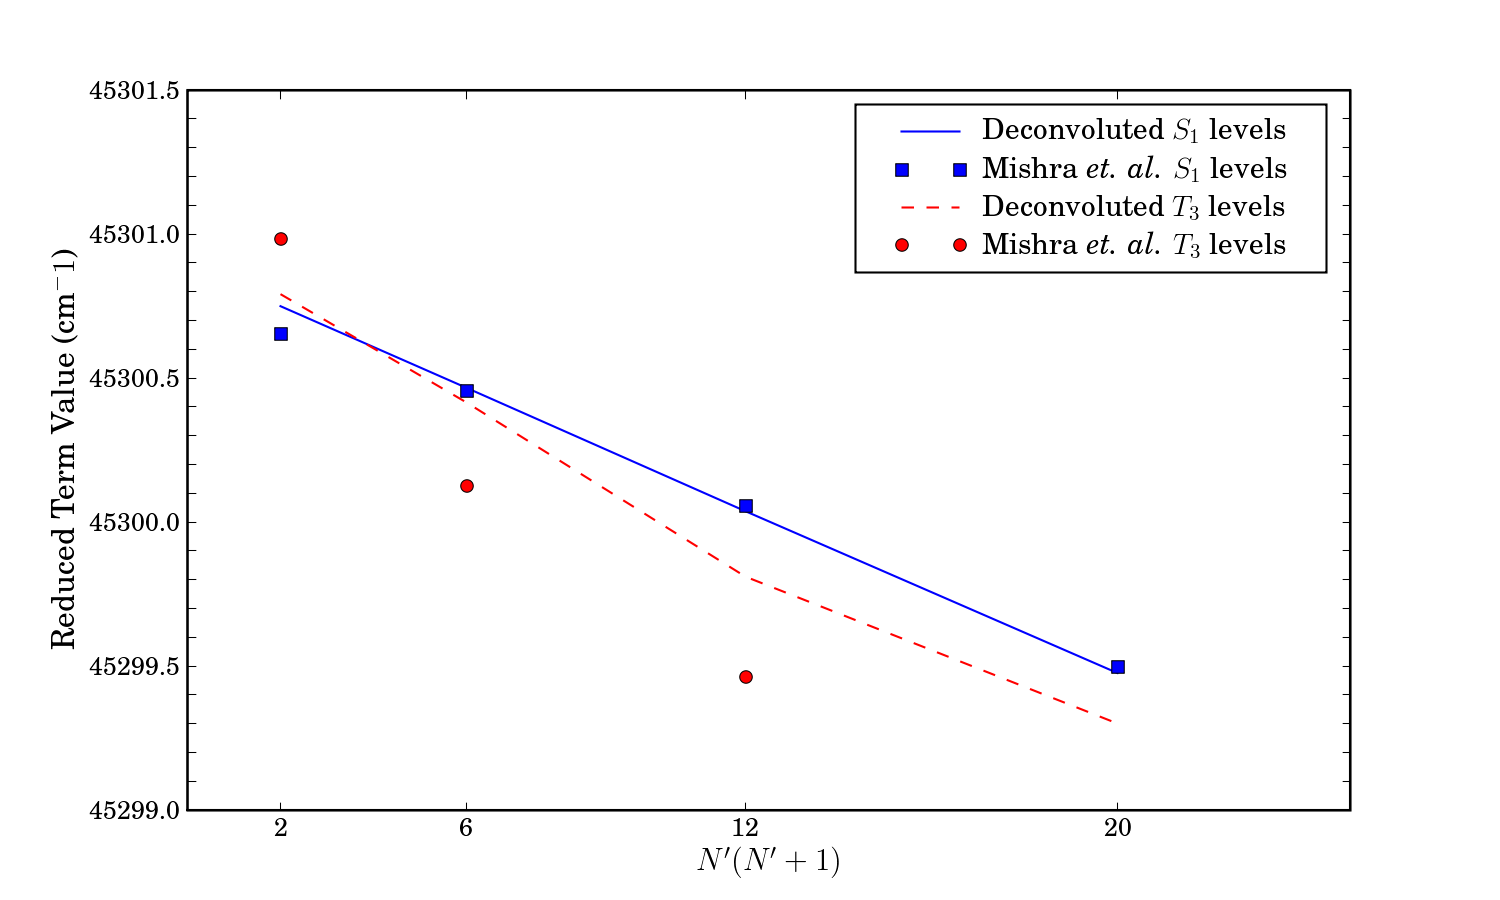 45301.5
45301.0
45300.5
45300.0
45299.5
45299.0
Reduced Term Value (cm−1)
Deconvoluted S₁ levels
Mishra et. al. S₁ levels
Deconvoluted T₃ levels
Mishra et. al. T₃ levels
2 6 12 20
N′(N′ + 1)